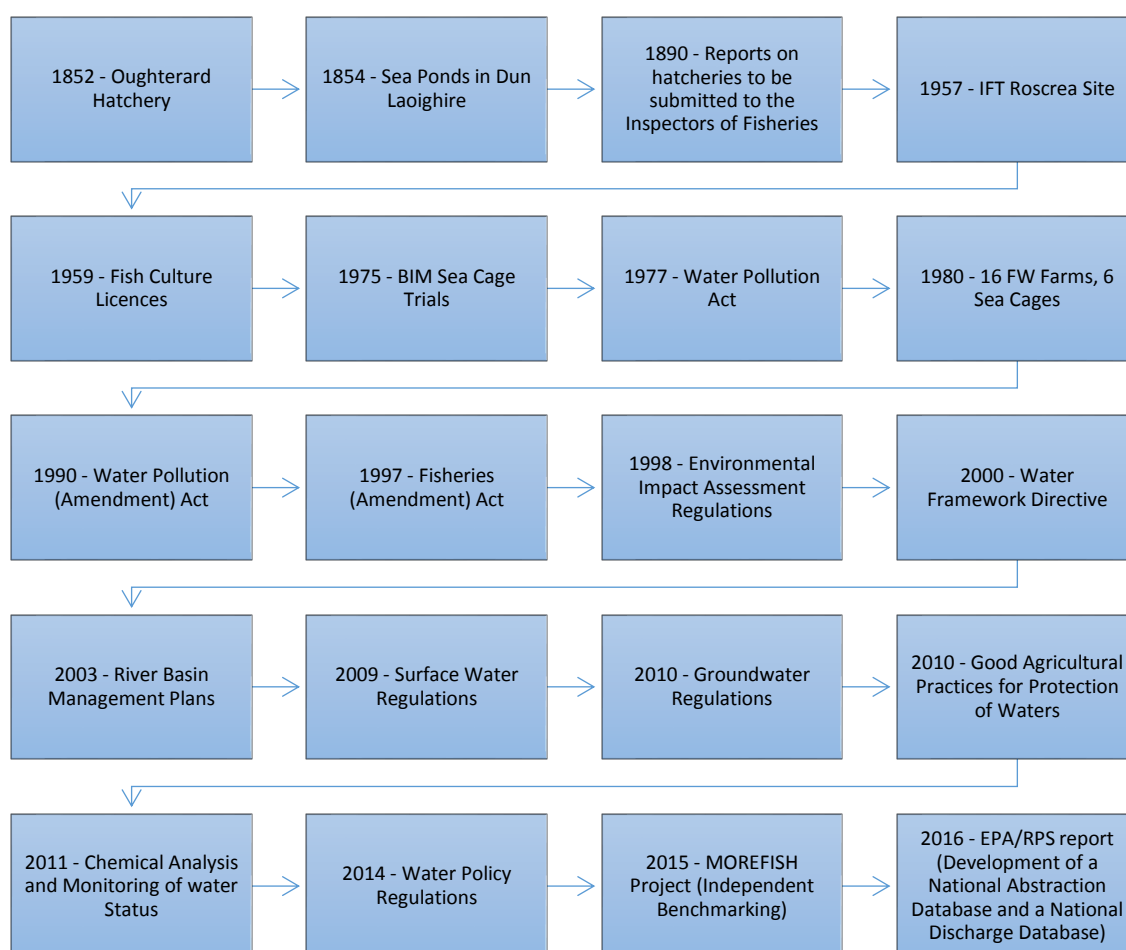 1852 - Oughterard
Hatchery
1854 - Sea Ponds in Dun
Laoighire
1890 - Reports on
hatcheries to be
submitted to the
Inspectors of Fisheries
1957 - IFT Roscrea Site
1959 - Fish Culture
Licences
1975 - BIM Sea Cage
Trials
1977 - Water Pollution
Act
1980 - 16 FW Farms, 6
Sea Cages
1990 - Water Pollution
(Amendment) Act
1997 - Fisheries
(Amendment) Act
1998 - Environmental
Impact Assessment
Regulations
2000 - Water
Framework Directive
2003 - River Basin
Management Plans
2009 - Surface Water
Regulations
2010 - Groundwater
Regulations
2010 - Good Agricultural
Practices for Protection
of Waters
2011 - Chemical Analysis
and Monitoring of water
Status
2014 - Water Policy
Regulations
2015 - MOREFISH
Project (Independent
Benchmarking)
2016 - EPA/RPS report
(Development of a
National Abstraction
Database and a National
Discharge Database)